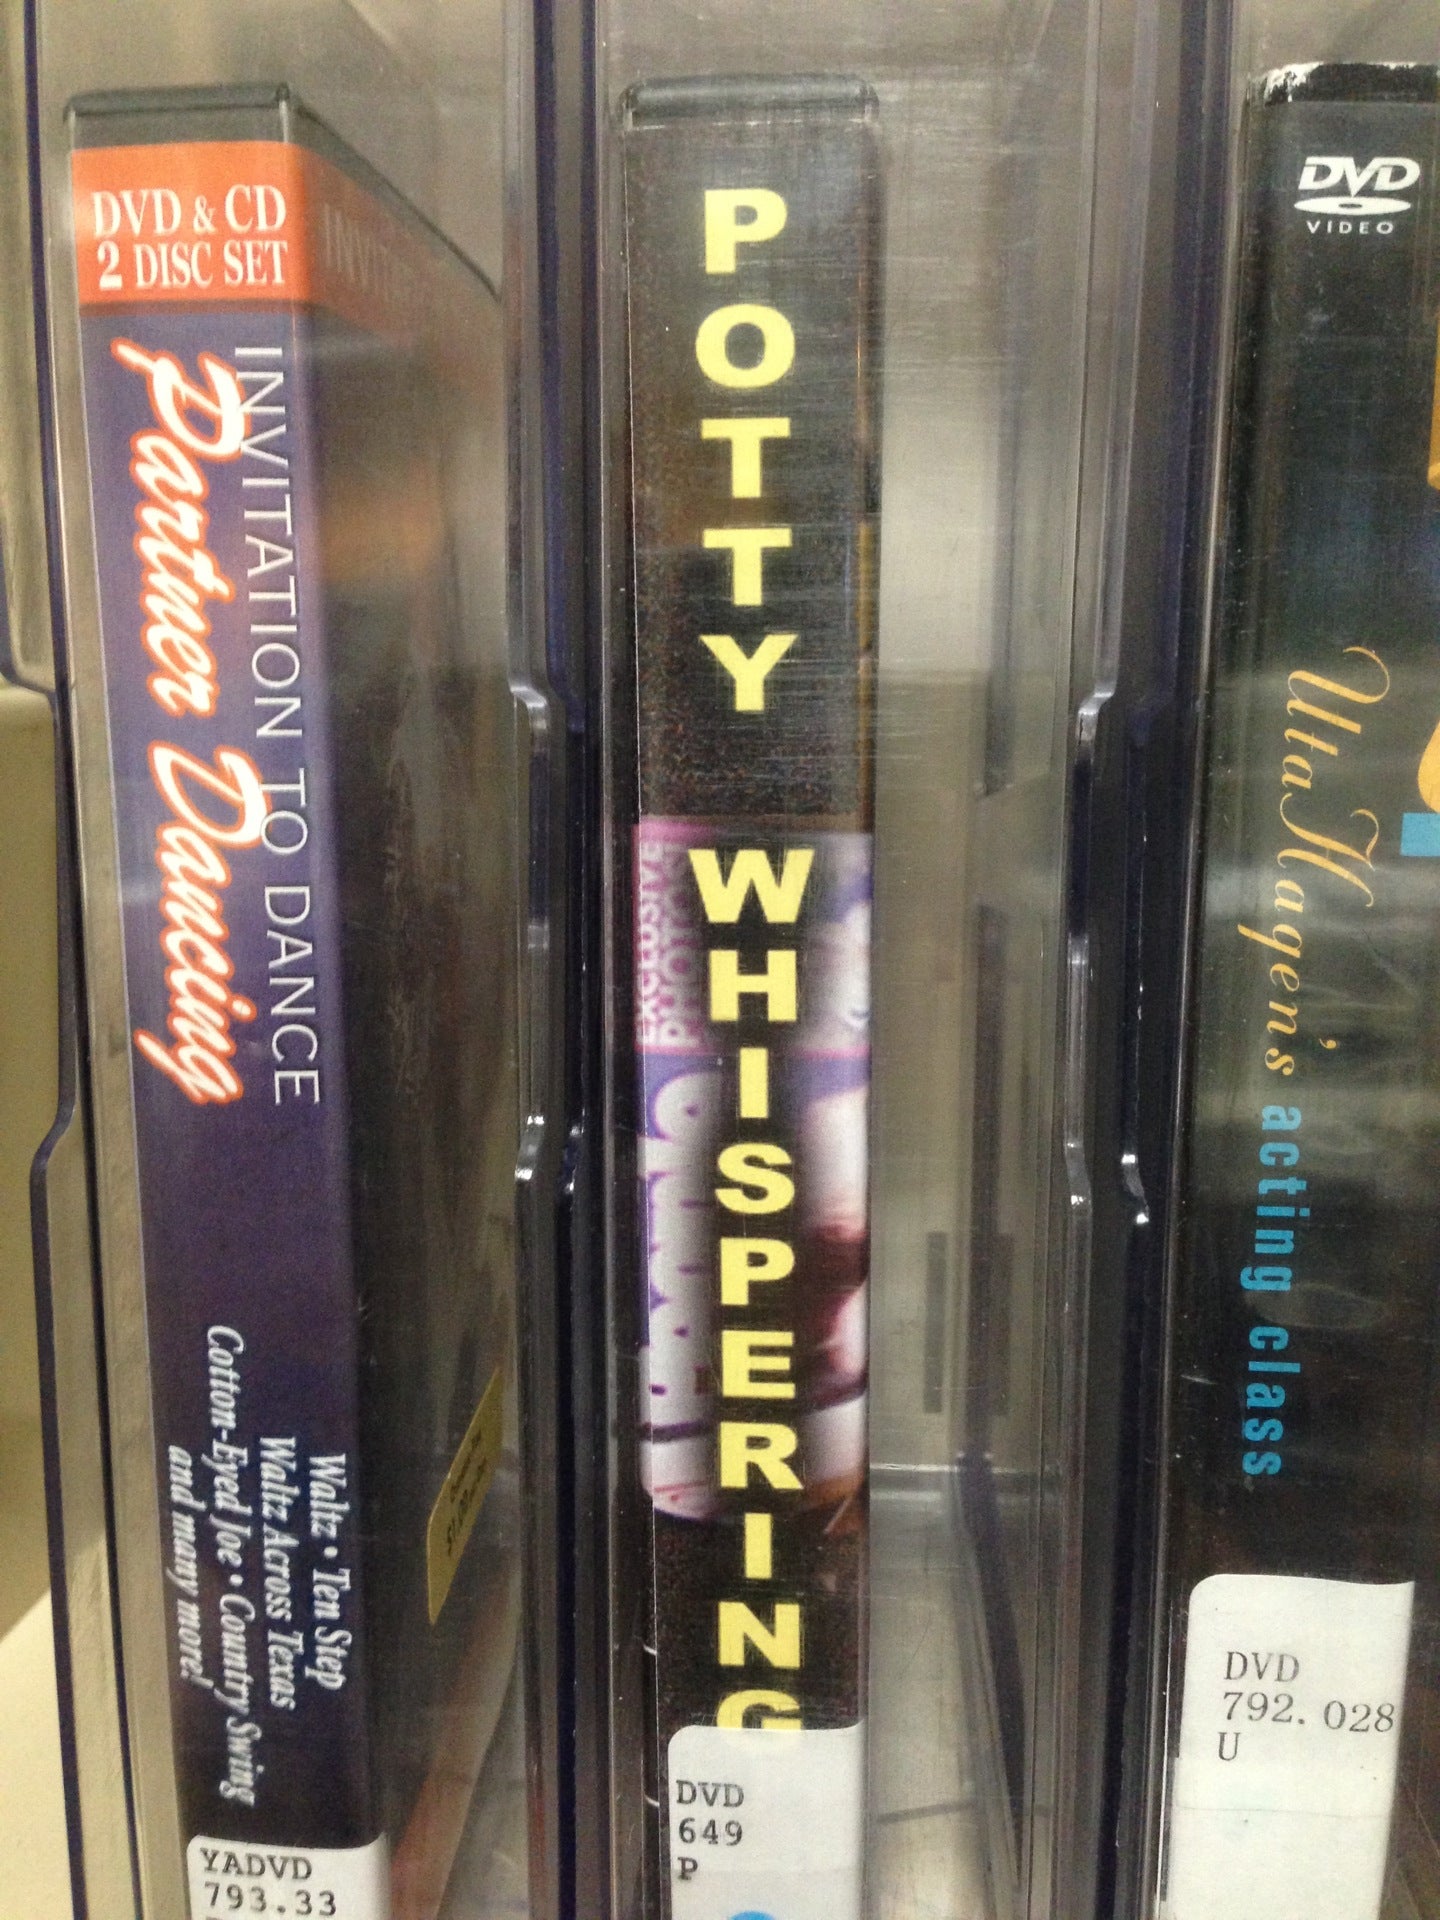 DVD & CD
2 DISC SET
INVITATION TO DANCE
Partner Dancing
Waltz • Ten Step
Waltz Across Texas
Cotton-Eyed Joe • Country Swing
and many more!
YADVD
793.33
POTTY
WHISPERING
EXCLUSIVE
DVD
649
P
DVD
VIDEO
Uta Hagen's acting class
DVD
792.028
U